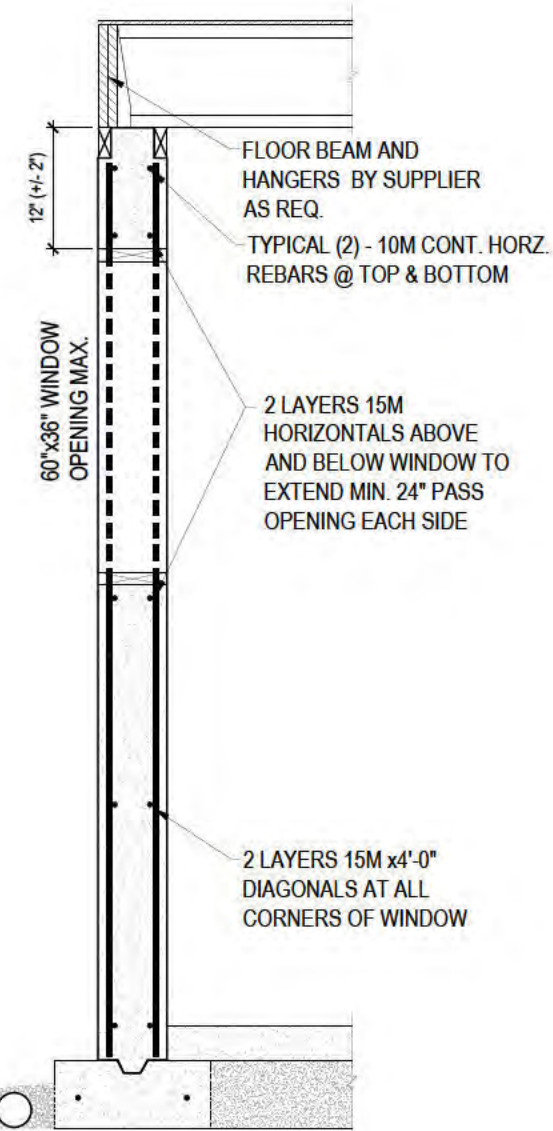 FLOOR BEAM AND
HANGERS BY SUPPLIER
AS REQ.
12" (+/- 2")
TYPICAL (2) - 10M CONT. HORZ.
REBARS @ TOP & BOTTOM
60"x36" WINDOW
OPENING MAX.
2 LAYERS 15M
HORIZONTALS ABOVE
AND BELOW WINDOW TO
EXTEND MIN. 24" PASS
OPENING EACH SIDE
2 LAYERS 15M x4'-0"
DIAGONALS AT ALL
CORNERS OF WINDOW